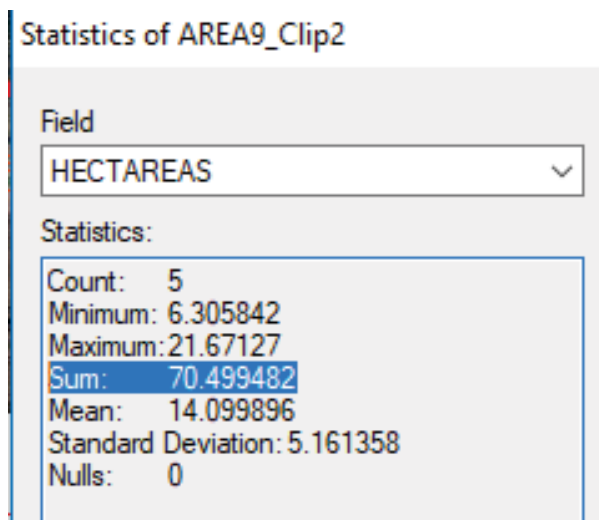 Statistics of AREA9_Clip2
Field
HECTAREAS
Statistics:
Count: 5
Minimum: 6.305842
Maximum: 21.67127
Sum: 70.499482
Mean: 14.099896
Standard Deviation: 5.161358
Nulls: 0